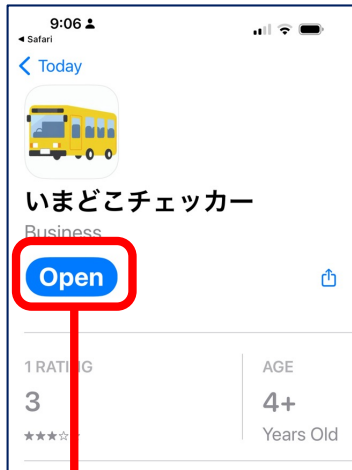 9:06
Safari
Today
いまどこチェッカー
Business
Open
1 RATING
AGE
3
4+
Years Old